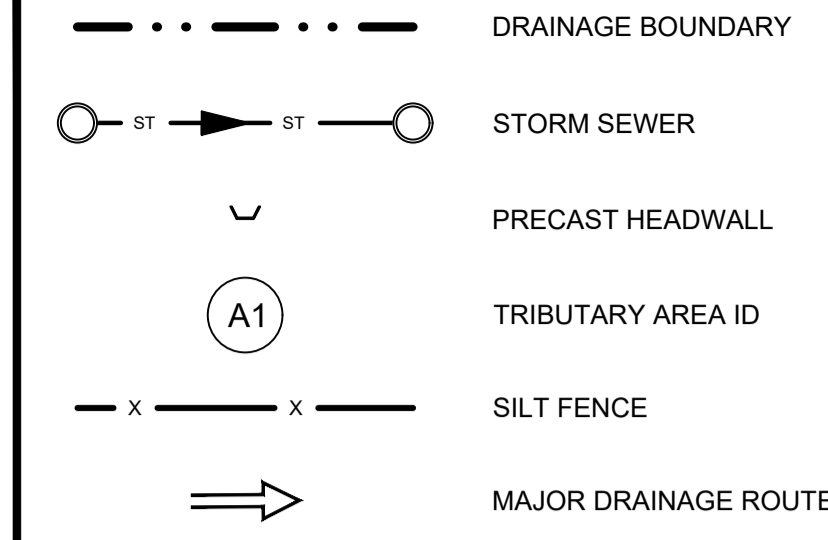 DRAINAGE BOUNDARY
ST ST STORM SEWER
PRECAST HEADWALL
A1 TRIBUTARY AREA ID
X X SILT FENCE
MAJOR DRAINAGE ROUTE